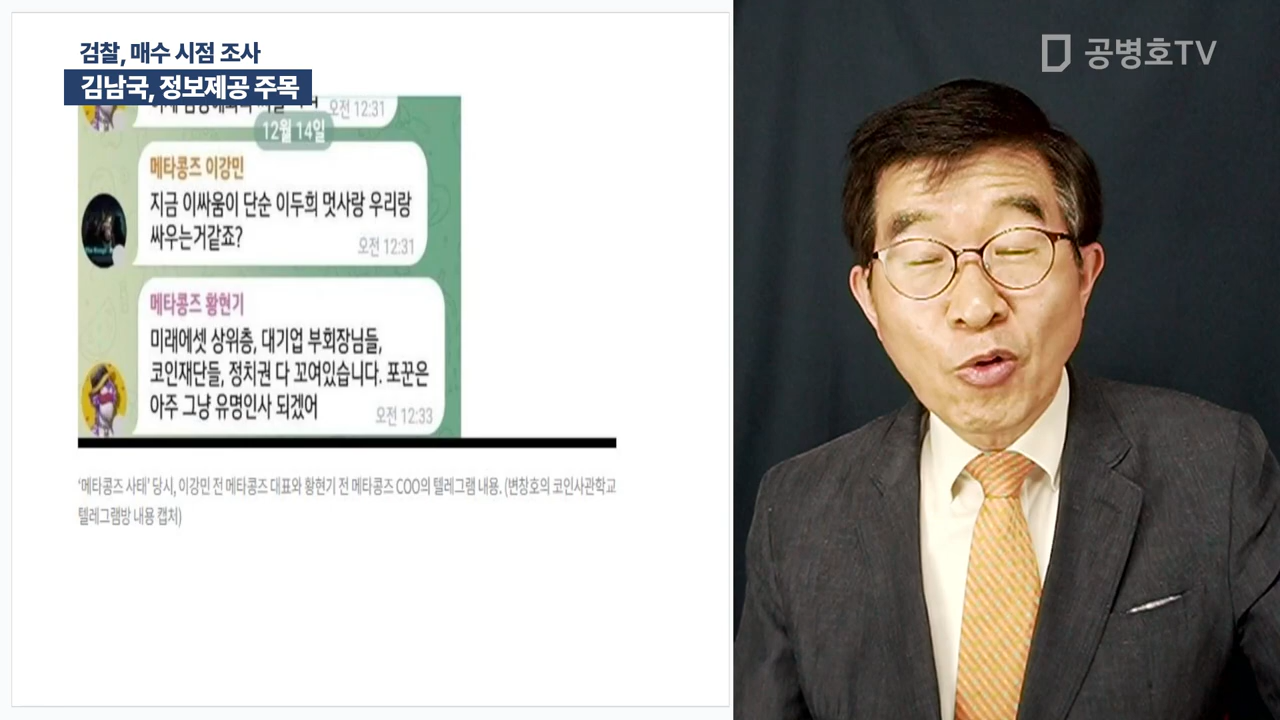 검찰, 매수 시점 조사
김남국, 정보제공 주목
공병호TV
오전 12:31
12월 14일
메타콩즈 이강민
지금 이싸움이 단순 이두희 멋사랑 우리랑
싸우는거같죠?
오전 12:31
메타콩즈 황현기
미래에셋 상위층, 대기업 부회장님들,
코인재단들, 정치권 다 꼬여있습니다. 포꾼은
아주 그냥 유명인사 되겠어
오전 12:33
‘메타콩즈 사태’ 당시, 이강민 전 메타콩즈 대표와 황현기 전 메타콩즈 COO의 텔레그램 내용. (변창호의 코인사관학교
텔레그램방 내용 캡처)